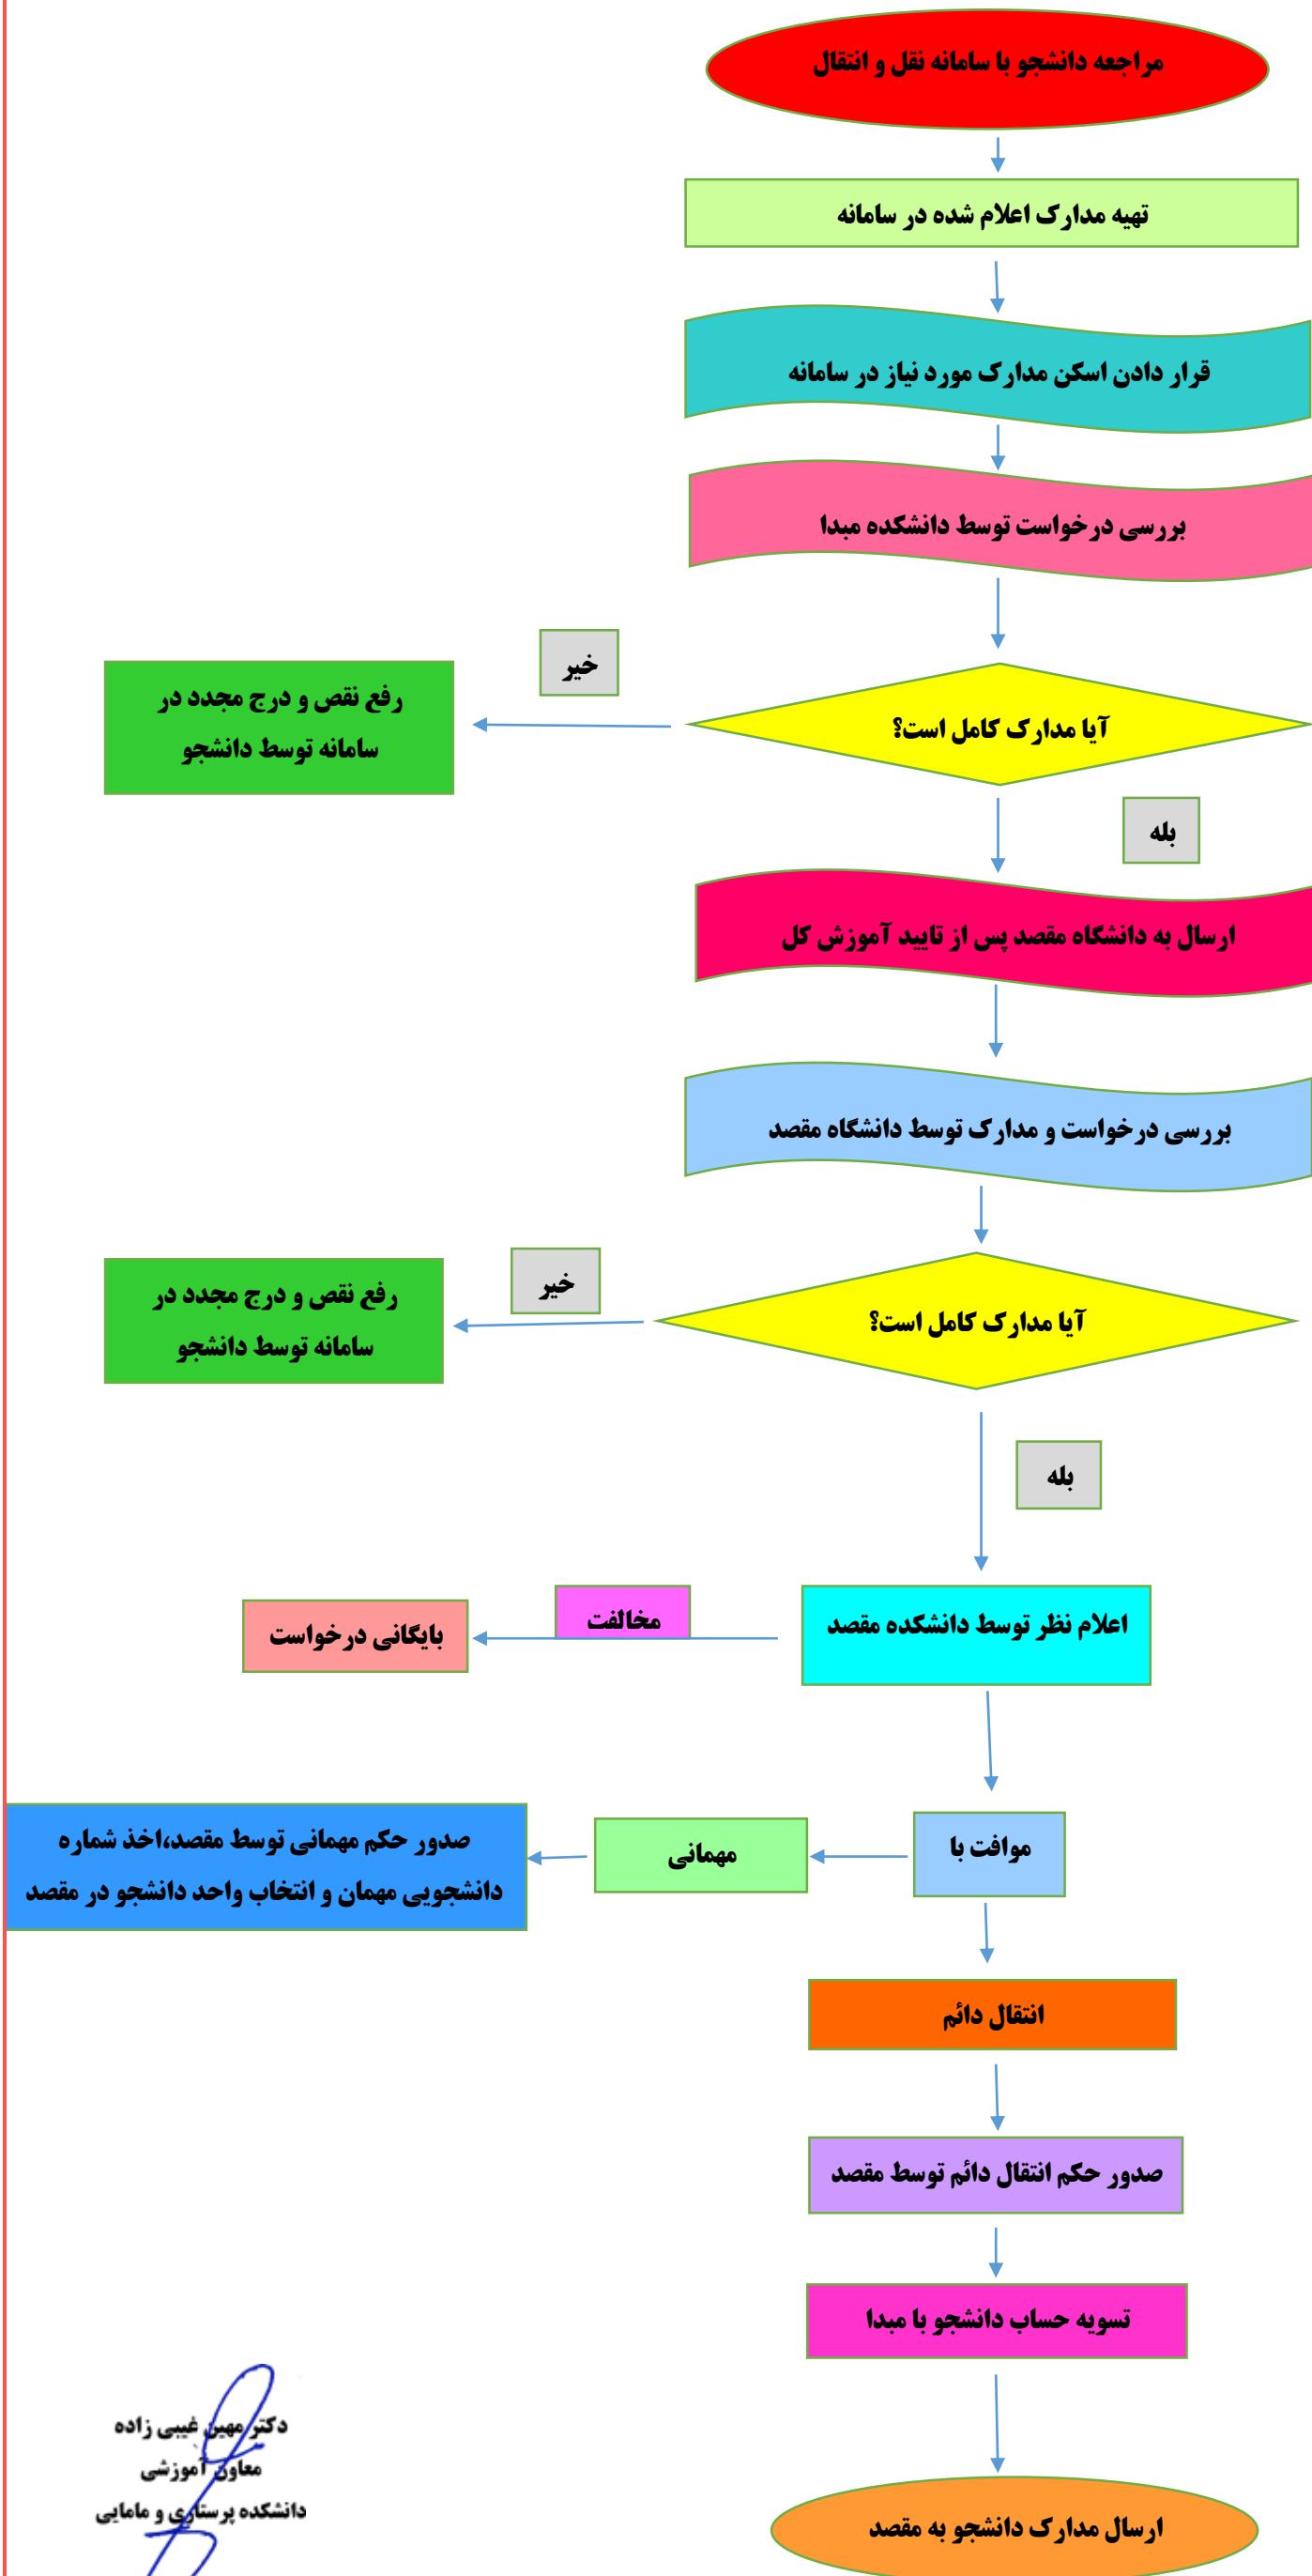 مراجعه دانشجو با سامانه نقل و انتقال
تهیه مدارک اعلام شده در سامانه
قرار دادن اسکن مدارک مورد نیاز در سامانه
بررسی درخواست توسط دانشکده مبدا
خیر
رفع نقص و درج مجدد در
سامانه توسط دانشجو
آیا مدارک کامل است؟
بله
ارسال به دانشگاه مقصد پس از تایید آموزش کل
بررسی درخواست و مدارک توسط دانشگاه مقصد
خیر
رفع نقص و درج مجدد در
سامانه توسط دانشجو
آیا مدارک کامل است؟
بله
اعلام نظر توسط دانشکده مقصد
مخالفت
بایگانی درخواست
موافت با
مهمانی
صدور حکم مهمانی توسط مقصد،اخذ شماره
دانشجویی مهمان و انتخاب واحد دانشجو در مقصد
انتقال دائم
صدور حکم انتقال دائم توسط مقصد
تسویه حساب دانشجو با مبدا
ارسال مدارک دانشجو به مقصد
دکتر مهین غیبی زاده
معاون آموزشی
دانشکده پرستاری و مامایی